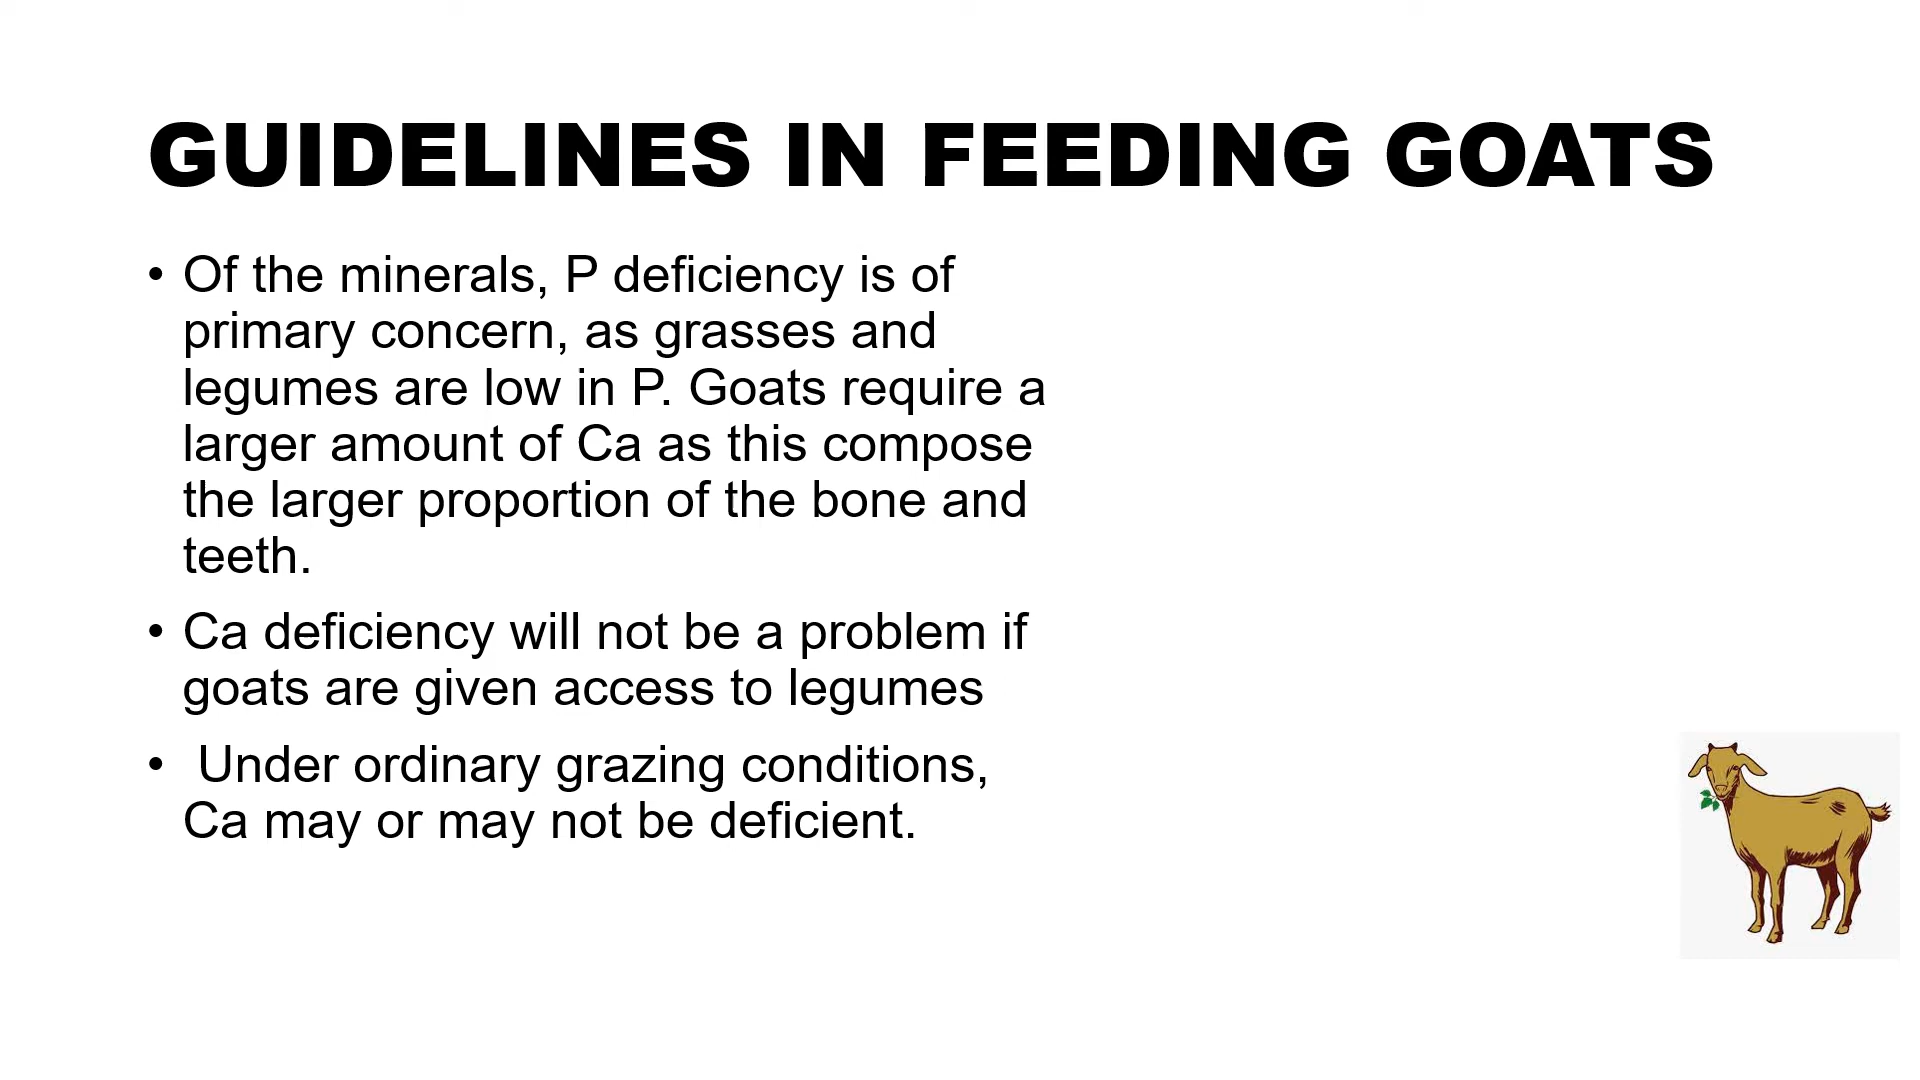 GUIDELINES IN FEEDING GOATS
• Of the minerals, P deficiency is of
primary concern, as grasses and
legumes are low in P. Goats require a
larger amount of Ca as this compose
the larger proportion of the bone and
teeth.
• Ca deficiency will not be a problem if
goats are given access to legumes
• Under ordinary grazing conditions,
Ca may or may not be deficient.